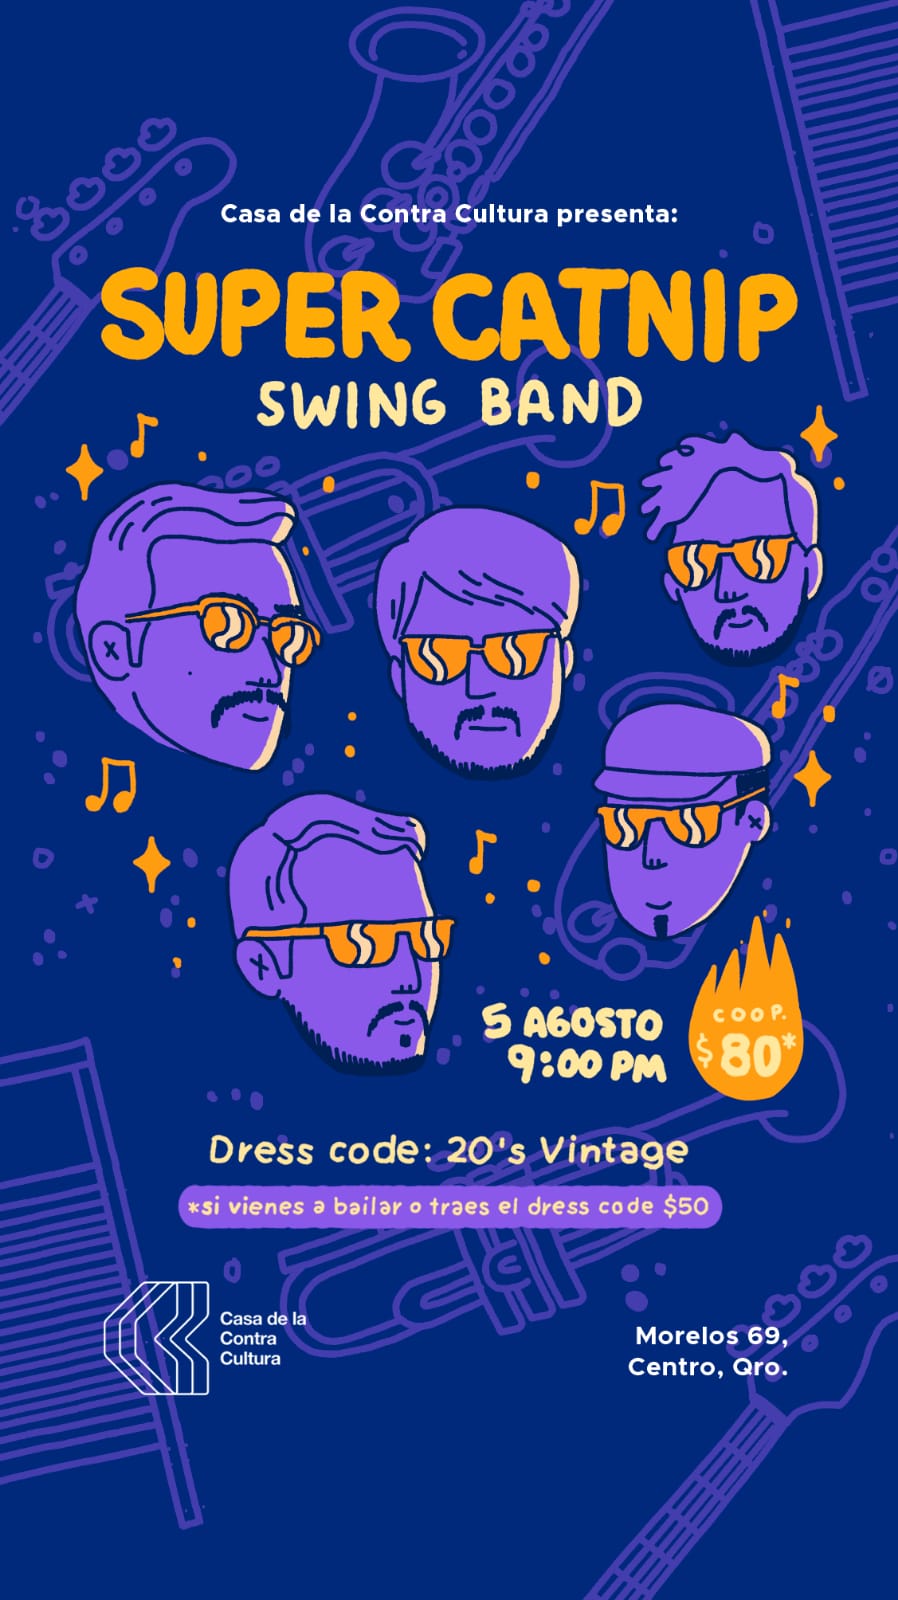 Casa de la Contra Cultura presenta:
SUPER CATNIP
SWING BAND
5 AGOSTO
9:00 PM
COOP.
$80*
Dress code: 20's Vintage
*si vienes a bailar o traes el dress code $50
Casa de la
Contra
Cultura
Morelos 69,
Centro, Qro.